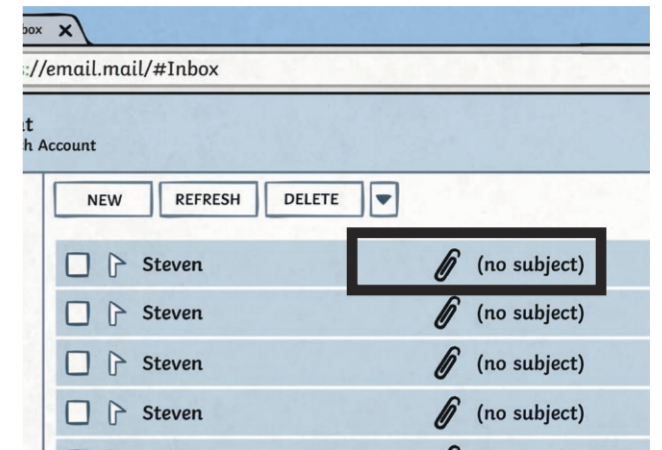 box X
://email.mail/#Inbox
t
h Account
NEW REFRESH DELETE
Steven (no subject)
Steven (no subject)
Steven (no subject)
Steven (no subject)